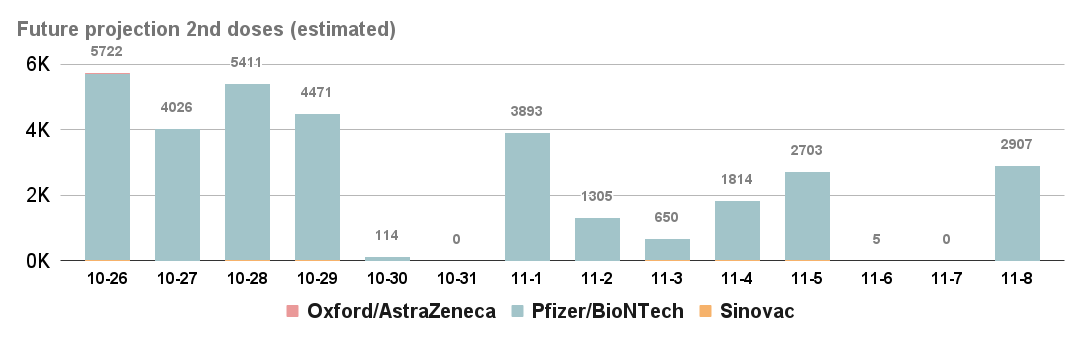 Future projection 2nd doses (estimated)
6K
4K
2K
0K
5722
4026
5411
4471
114
0
3893
1305
650
1814
2703
5
0
2907
10-26 10-27 10-28 10-29 10-30 10-31 11-1 11-2 11-3 11-4 11-5 11-6 11-7 11-8
Oxford/AstraZeneca Pfizer/BioNTech Sinovac